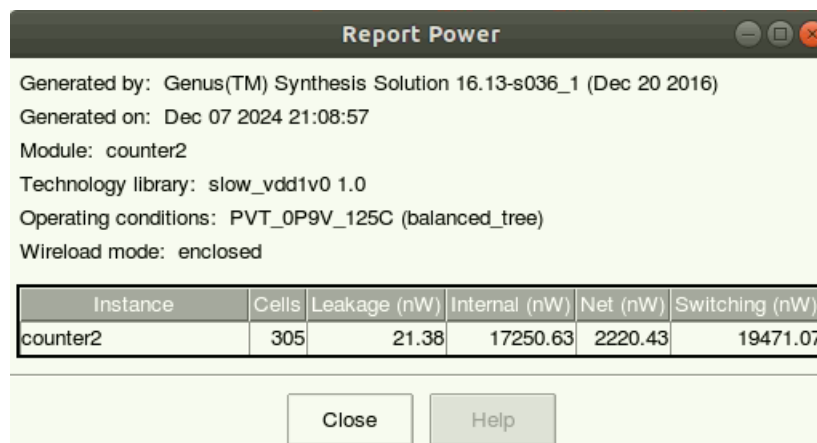 Report Power
Generated by: Genus(TM) Synthesis Solution 16.13-s036_1 (Dec 20 2016)
Generated on: Dec 07 2024 21:08:57
Module: counter2
Technology library: slow_vdd1v0 1.0
Operating conditions: PVT_0P9V_125C (balanced_tree)
Wireload mode: enclosed
Instance Cells Leakage (nW) Internal (nW) Net (nW) Switching (nW)
counter2 305 21.38 17250.63 2220.43 19471.07
Close Help